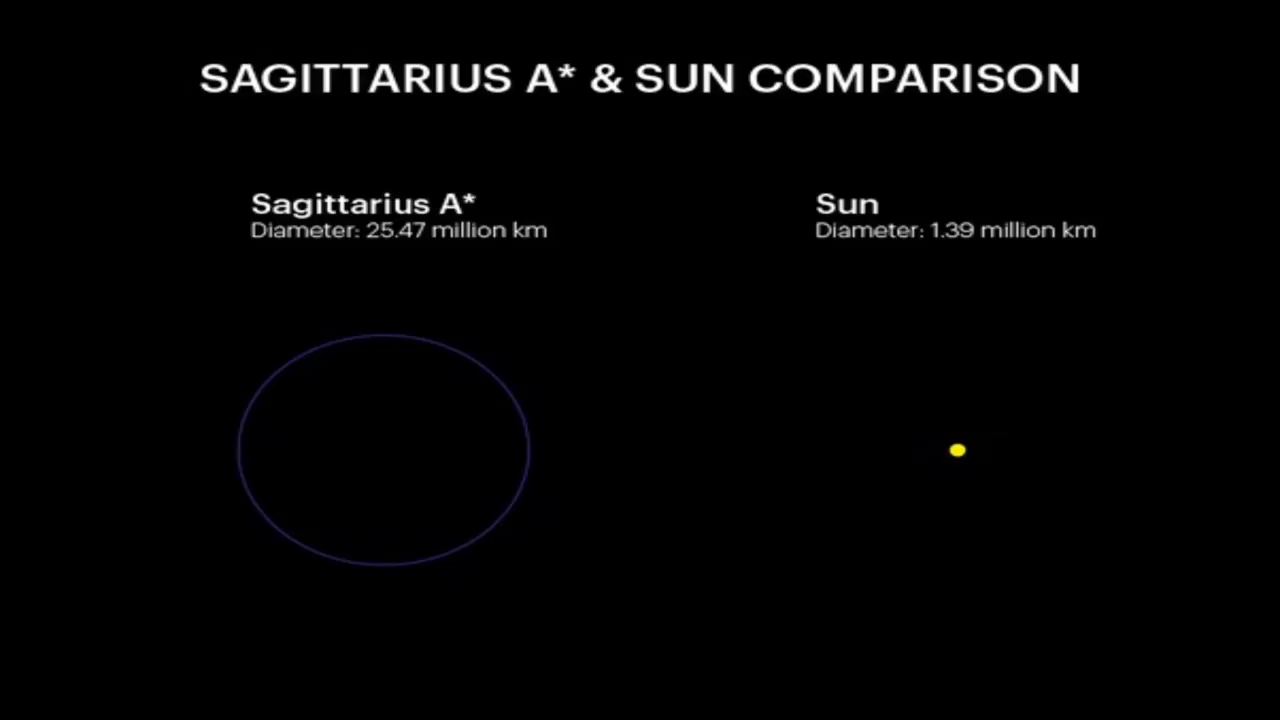 SAGITTARIUS A* & SUN COMPARISON
Sagittarius A*
Diameter: 25.47 million km
Sun
Diameter: 1.39 million km